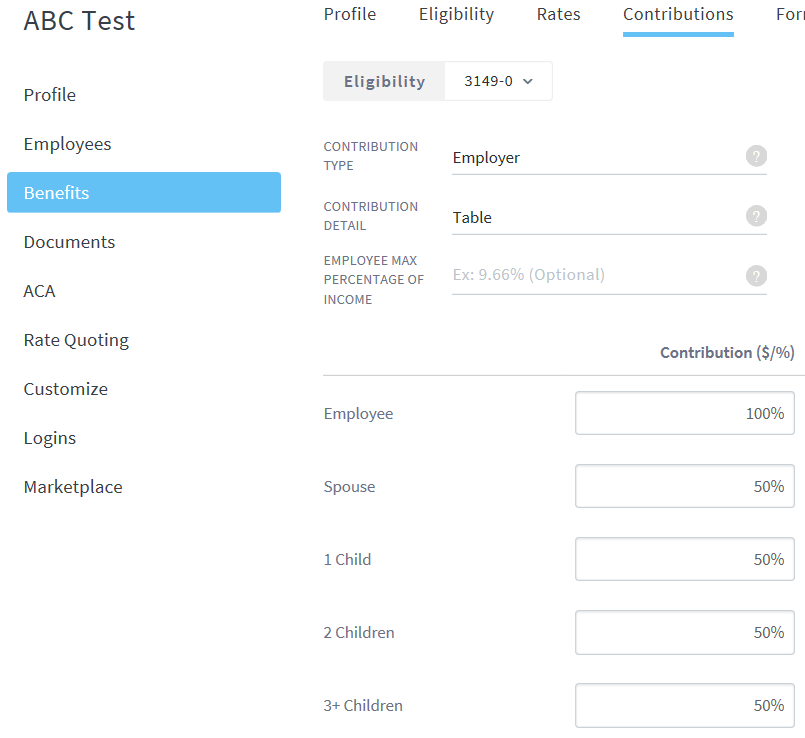 ABC Test
Profile Eligibility Rates Contributions
Profile
Employees
Benefits
Documents
ACA
Rate Quoting
Customize
Logins
Marketplace
Eligibility 3149-0
CONTRIBUTION
TYPE
Employer
?
CONTRIBUTION
DETAIL
Table
?
EMPLOYEE MAX
PERCENTAGE OF
INCOME
Ex: 9.66% (Optional)
?
Contribution ($/%)
Employee 100%
Spouse 50%
1 Child 50%
2 Children 50%
3+ Children 50%